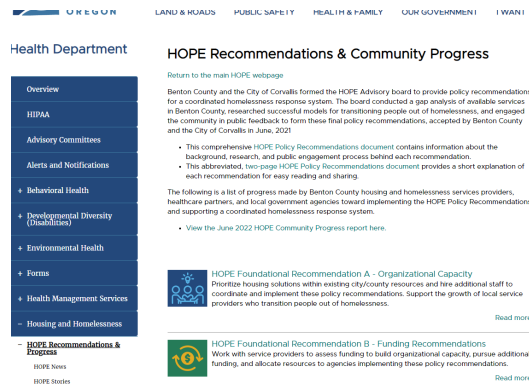 OREGON
LAND & ROADS PUBLIC SAFETY HEALTH & FAMILY OUR GOVERNMENT I WANT
Health Department
Overview
HIPAA
Advisory Committees
Alerts and Notifications
+ Behavioral Health
+ Developmental Diversity
(Disabilities)
+ Environmental Health
+ Forms
+ Health Management Services
– Housing and Homelessness
– HOPE Recommendations &
Progress
HOPE News
HOPE Stories
HOPE Recommendations & Community Progress
Return to the main HOPE webpage
Benton County and the City of Corvallis formed the HOPE Advisory board to provide policy recommendations
for a coordinated homelessness response system. The board conducted a gap analysis of available services
in Benton County, researched successful models for transitioning people out of homelessness, and engaged
the community in public feedback to form these final policy recommendations, accepted by Benton County
and the City of Corvallis in June, 2021
• This comprehensive HOPE Policy Recommendations document contains information about the
background, research, and public engagement process behind each recommendation.
• This abbreviated, two-page HOPE Policy Recommendations document provides a short explanation of
each recommendation for easy reading and sharing.
The following is a list of progress made by Benton County housing and homelessness services providers,
healthcare partners, and local government agencies toward implementing the HOPE Policy Recommendations
and supporting a coordinated homelessness response system.
• View the June 2022 HOPE Community Progress report here.
HOPE Foundational Recommendation A - Organizational Capacity
Prioritize housing solutions within existing city/county resources and hire additional staff to
coordinate and implement these policy recommendations. Support the growth of local service
providers who transition people out of homelessness.
Read more
HOPE Foundational Recommendation B - Funding Recommendations
Work with service providers to assess funding to build organizational capacity, pursue additional
funding, and allocate resources to agencies implementing these policy recommendations.
Read more